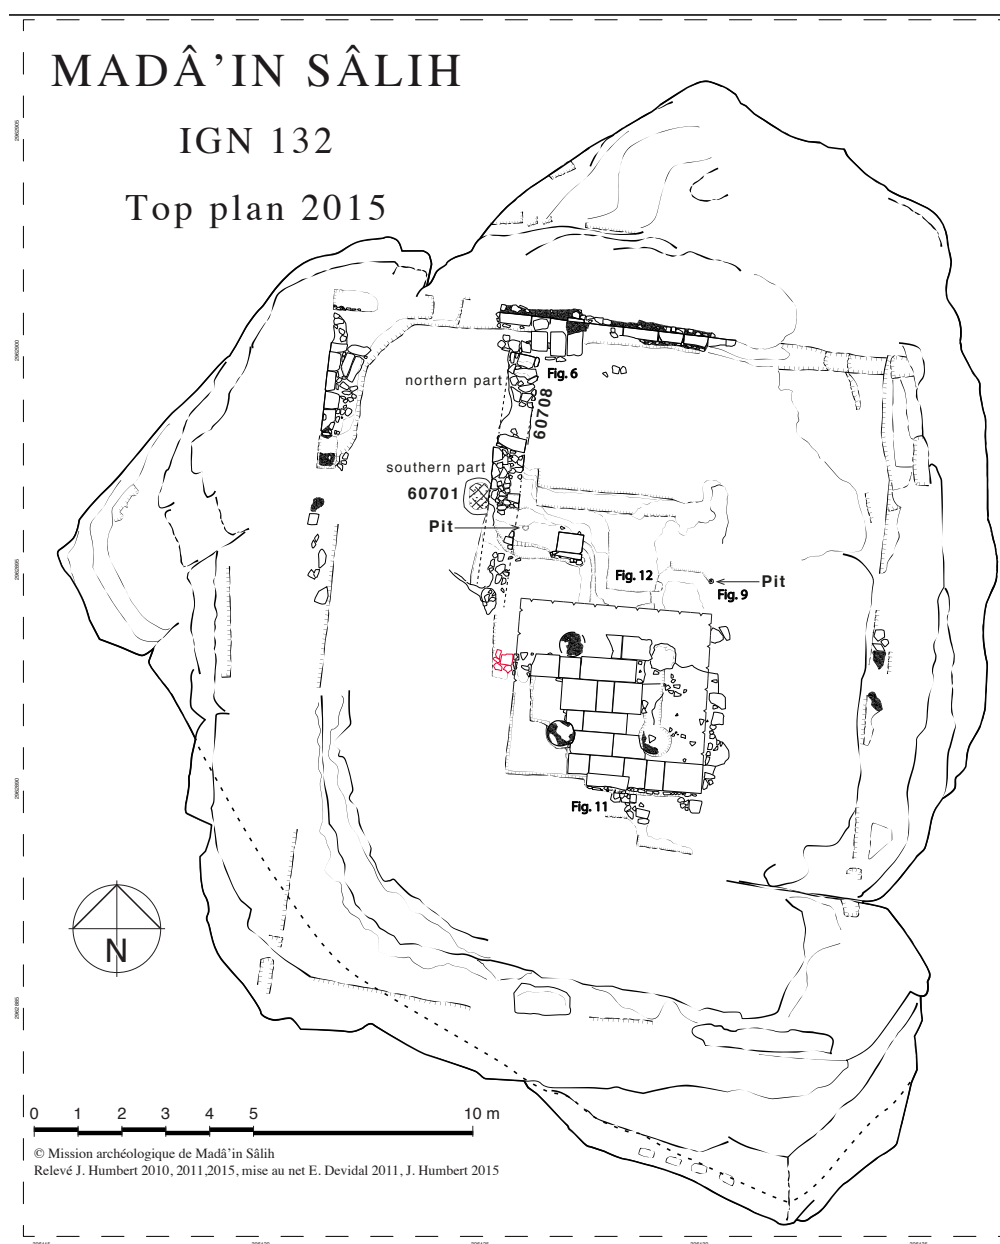 MADÂ’IN SÂLIH
IGN 132
Top plan 2015
northern part
Fig. 6
60708
southern part
60701
Pit
Fig. 12
Pit
Fig. 9
Fig. 11
N
0 1 2 3 4 5 10 m
© Mission archéologique de Madâ’in Sâlih
Relevé J. Humbert 2010, 2011,2015, mise au net E. Devidal 2011, J. Humbert 2015